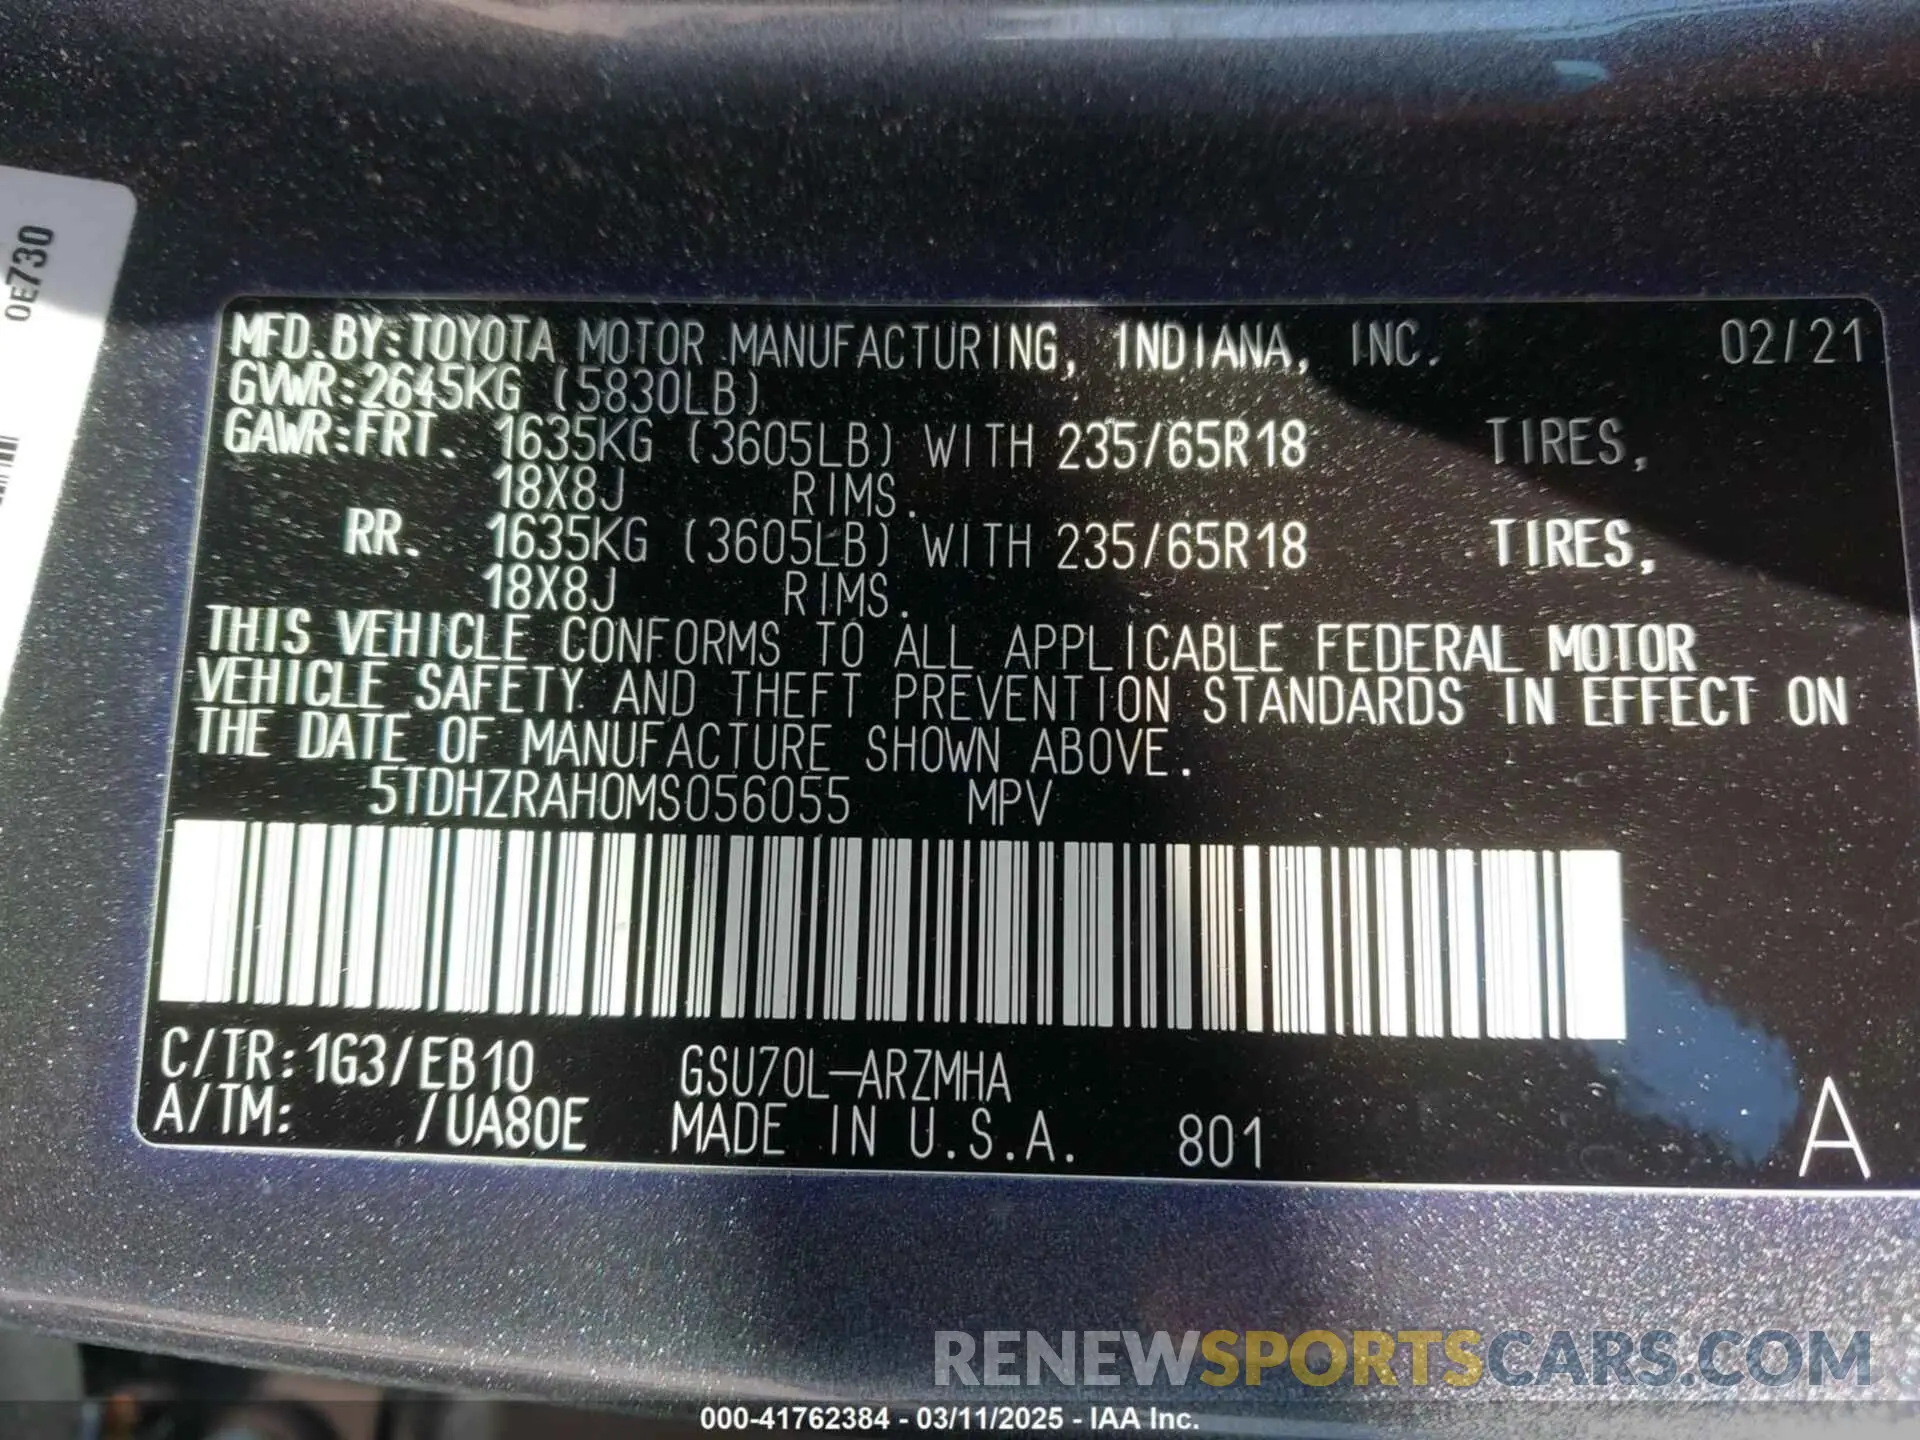 OE730
MFD.BY:TOYOTA MOTOR MANUFACTURING, INDIANA, INC. 02/21
GVWR:2645KG (5830LB)
GAWR:FRT. 1635KG (3605LB) WITH 235/65R18 TIRES,
18X8J RIMS.
RR. 1635KG (3605LB) WITH 235/65R18 TIRES,
18X8J RIMS.
THIS VEHICLE CONFORMS TO ALL APPLICABLE FEDERAL MOTOR
VEHICLE SAFETY AND THEFT PREVENTION STANDARDS IN EFFECT ON
THE DATE OF MANUFACTURE SHOWN ABOVE.
5TDHZRAH0MS056055 MPV
C/TR:1G3/EB10 GSU70L-ARZMHA
A/TM: /UA80E MADE IN U.S.A. 801 A
RENEWSPORTSCARS.COM
000-41762384 - 03/11/2025 - IAA Inc.